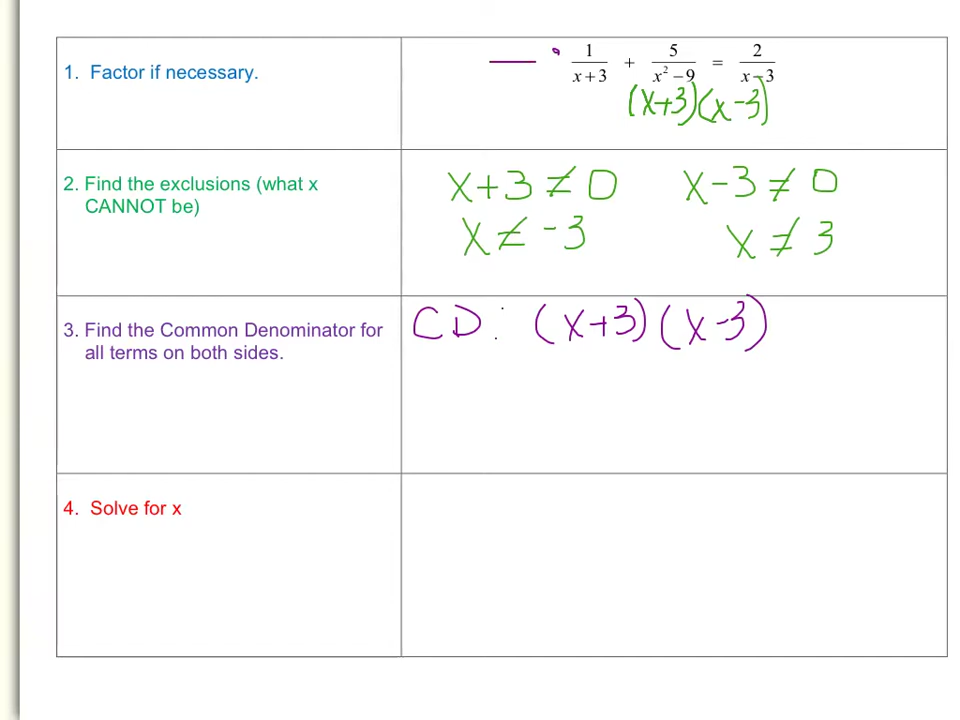 1. Factor if necessary.
1/(x+3) + 5/(x²−9) = 2/(x−3)
(x+3)(x-3)
2. Find the exclusions (what x
CANNOT be)
x+3 ≠ 0 x-3 ≠ 0
x ≠ -3 x ≠ 3
3. Find the Common Denominator for
all terms on both sides.
CD: (x+3)(x-3)
4. Solve for x